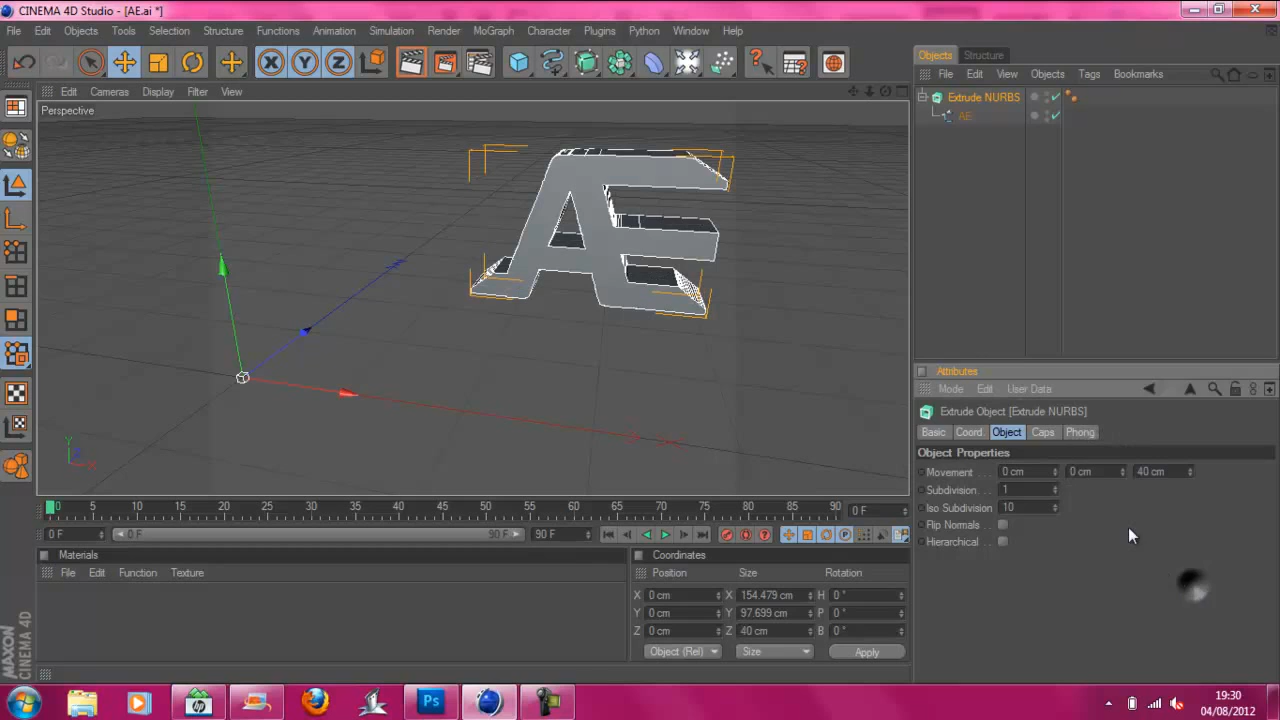 CINEMA 4D Studio - [AE.ai *]
File Edit Objects Tools Selection Structure Functions Animation Simulation Render MoGraph Character Plugins Python Window Help
X Y Z
Objects Structure
File Edit View Objects Tags Bookmarks
Extrude NURBS
AE
Edit Cameras Display Filter View
Perspective
AE
Y
Z
X
Attributes
Mode Edit User Data
Extrude Object [Extrude NURBS]
Basic Coord. Object Caps Phong
Object Properties
Movement . . . 0 cm 0 cm 40 cm
Subdivision. . 1
Iso Subdivision 10
Flip Normals . .
Hierarchical . . .
0 5 10 15 20 25 30 35 40 45 50 55 60 65 70 75 80 85 90 0 F
0 F 0 F 90 F 90 F
Materials
File Edit Function Texture
Coordinates
Position Size Rotation
X 0 cm X 154.479 cm H 0 °
Y 0 cm Y 97.699 cm P 0 °
Z 0 cm Z 40 cm B 0 °
Object (Rel) Size Apply
MAXON
CINEMA 4D
hp
Ps
19:30
04/08/2012